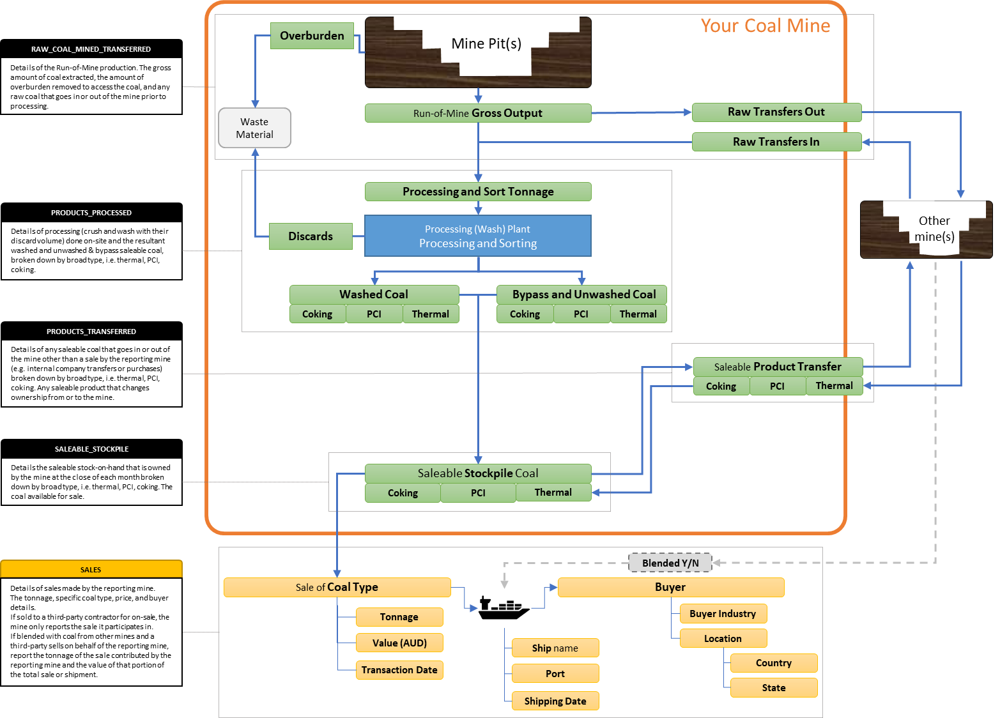 Your Coal Mine
Overburden
Mine Pit(s)
RAW_COAL_MINED_TRANSFERRED
Details of the Run-of-Mine production. The gross
amount of coal extracted, the amount of
overburden removed to access the coal, and any
raw coal that goes in or out of the mine prior to
processing.
Waste
Material
Run-of-Mine Gross Output
Raw Transfers Out
Raw Transfers In
Processing and Sort Tonnage
PRODUCTS_PROCESSED
Details of processing (crush and wash with their
discard volume) done on-site and the resultant
washed and unwashed & bypass saleable coal,
broken down by broad type, i.e. thermal, PCI,
coking.
Discards
Processing (Wash) Plant
Processing and Sorting
Other
mine(s)
Washed Coal
Coking PCI Thermal
Bypass and Unwashed Coal
Coking PCI Thermal
PRODUCTS_TRANSFERRED
Details of any saleable coal that goes in or out of
the mine other than a sale by the reporting mine
(e.g. internal company transfers or purchases)
broken down by broad type, i.e. thermal, PCI,
coking. Any saleable product that changes
ownership from or to the mine.
Saleable Product Transfer
Coking PCI Thermal
SALEABLE_STOCKPILE
Details the saleable stock-on-hand that is owned
by the mine at the close of each month broken
down by broad type, i.e. thermal, PCI, coking. The
coal available for sale.
Saleable Stockpile Coal
Coking PCI Thermal
SALES
Details of sales made by the reporting mine.
The tonnage, specific coal type, price, and buyer
details.
If sold to a third-party contractor for on-sale, the
mine only reports the sale it participates in.
If blended with coal from other mines and a
third-party sells on behalf of the reporting mine,
report the tonnage of the sale contributed by the
reporting mine and the value of that portion of
the total sale or shipment.
Blended Y/N
Sale of Coal Type
Tonnage
Value (AUD)
Transaction Date
Ship name
Port
Shipping Date
Buyer
Buyer Industry
Location
Country
State